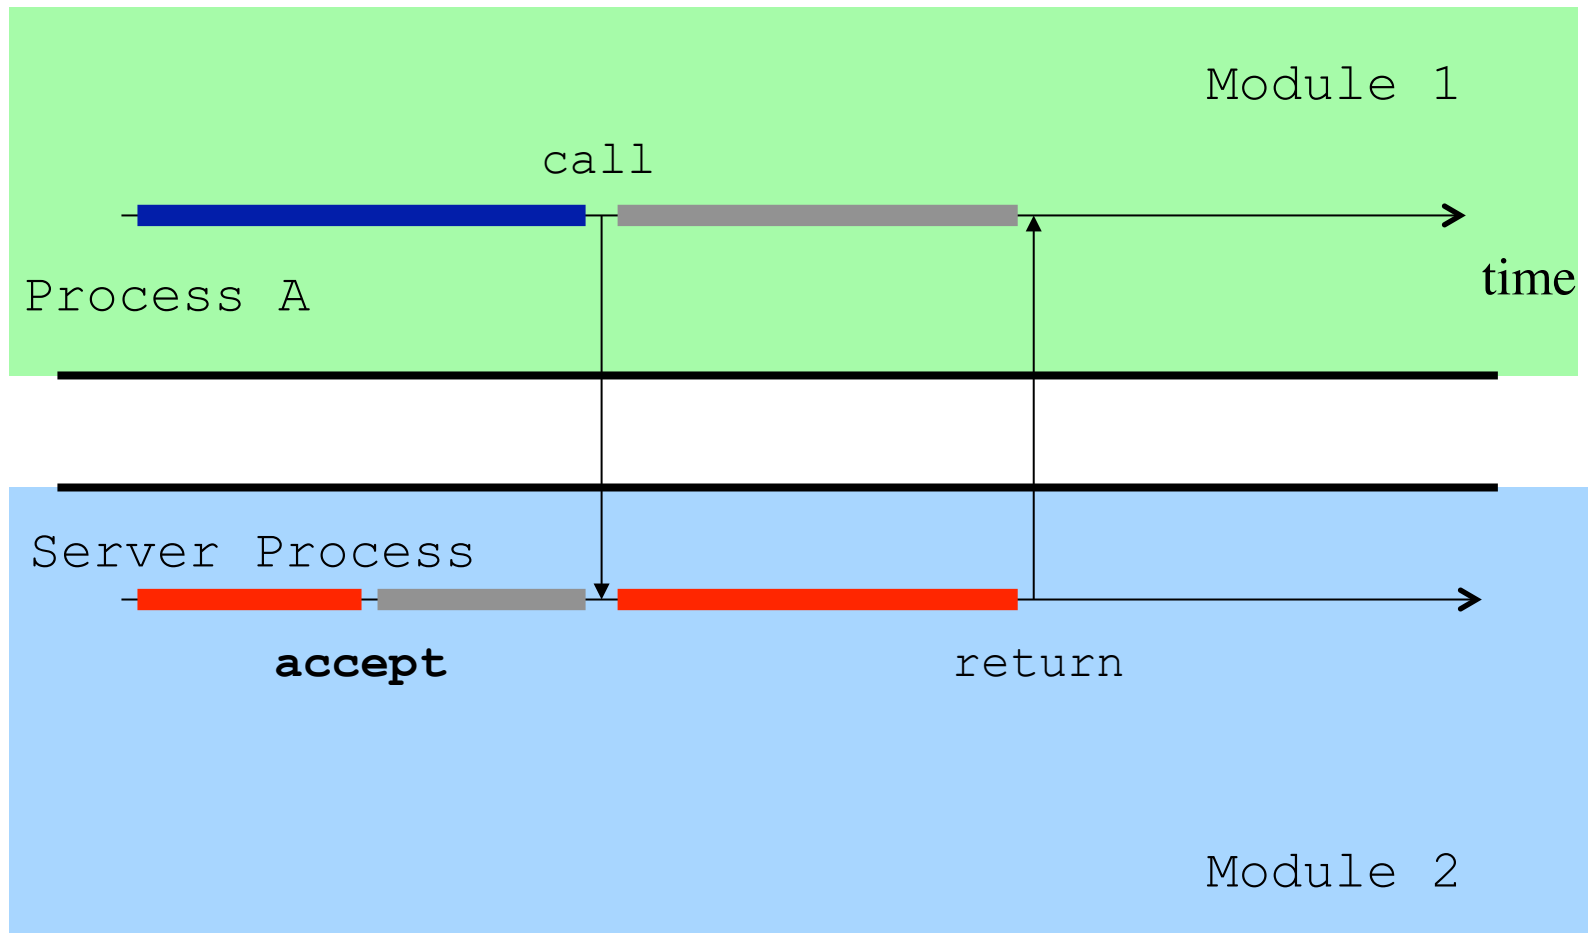 Module 1
call
Process A
time
Server Process
accept
return
Module 2